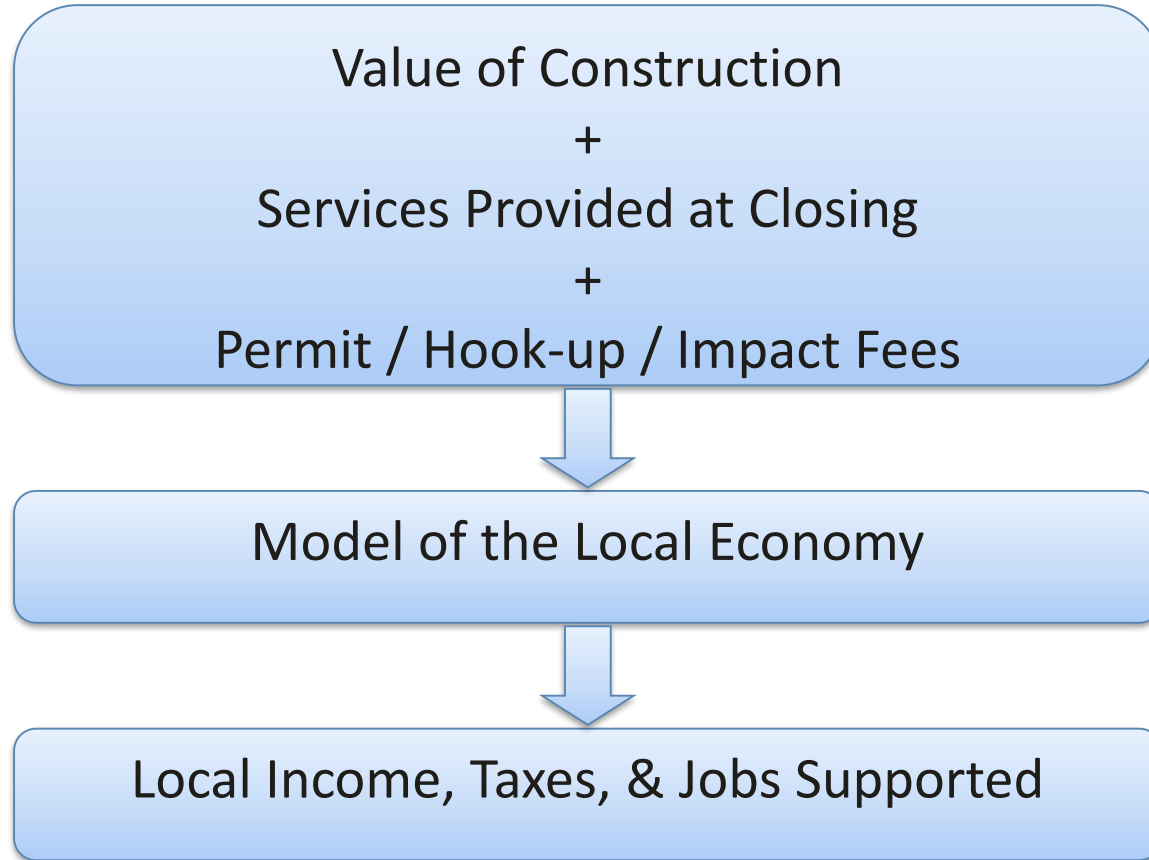 Value of Construction
+
Services Provided at Closing
+
Permit / Hook-up / Impact Fees
Model of the Local Economy
Local Income, Taxes, & Jobs Supported